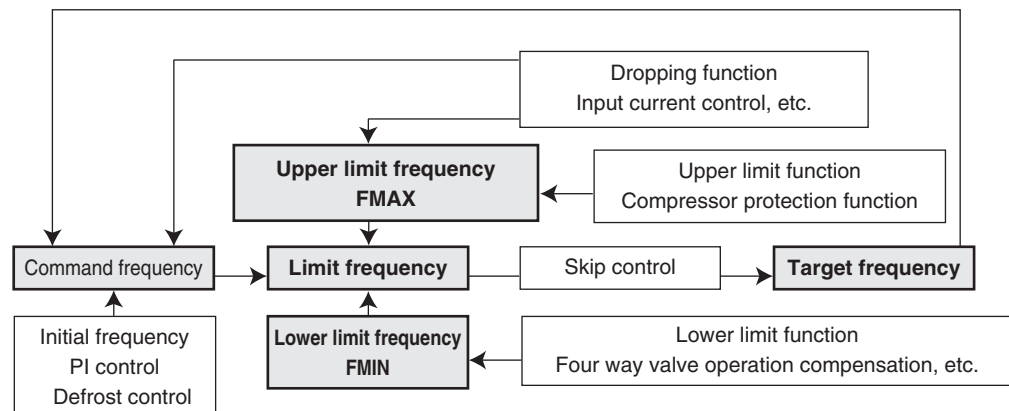 Dropping function
Input current control, etc.
Upper limit frequency
FMAX
Upper limit function
Compressor protection function
Command frequency
Limit frequency
Skip control
Target frequency
Initial frequency
PI control
Defrost control
Lower limit frequency
FMIN
Lower limit function
Four way valve operation compensation, etc.